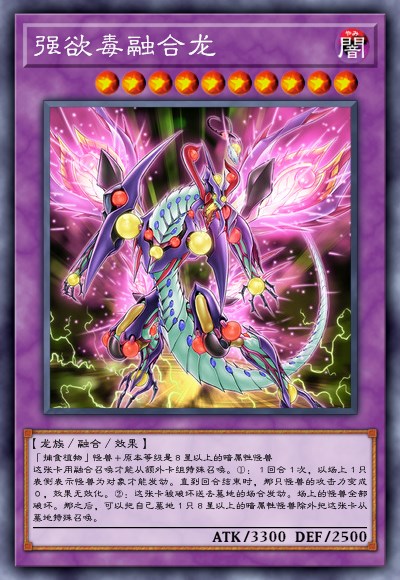 强欲毒融合龙
やみ
闇
【龙族／融合／效果】
「捕食植物」怪兽＋原本等级是８星以上的暗属性怪兽
这张卡用融合召唤才能从额外卡组特殊召唤。①：１回合１次，以场上１只
表侧表示怪兽为对象才能发动。直到回合结束时，那只怪兽的攻击力变成
０，效果无效化。②：这张卡被破坏送去墓地的场合发动。场上的怪兽全部
破坏。那之后，可以把自己墓地１只８星以上的暗属性怪兽除外把这张卡从
墓地特殊召唤。
ATK/3300 DEF/2500